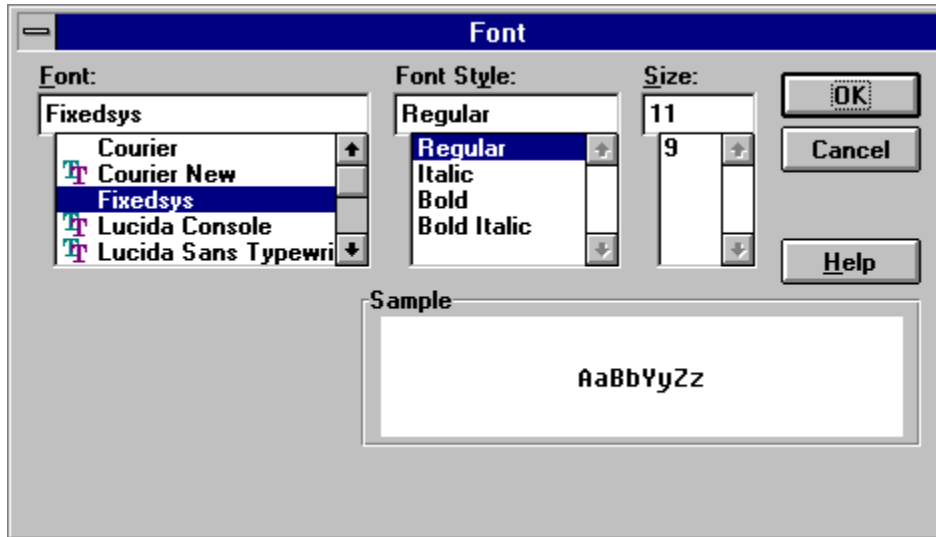 Font
Font: Font Style: Size:
Fixedsys Regular 11 OK
Courier Regular 9 Cancel
Courier New Italic
Fixedsys Bold
Lucida Console Bold Italic
Lucida Sans Typewri Help
Sample
AaBbYyZz